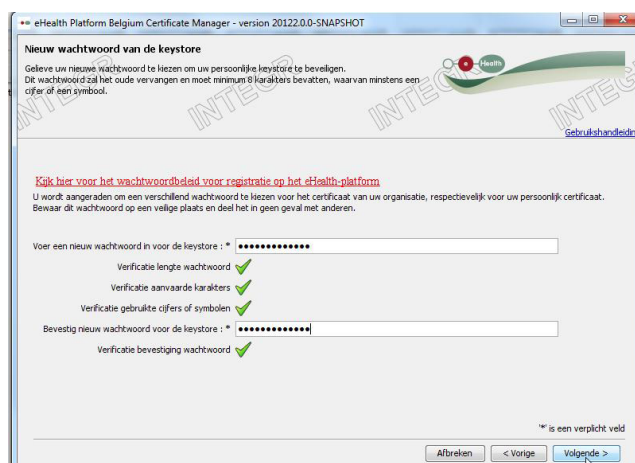 eHealth Platform Belgium Certificate Manager - version 20122.0.0-SNAPSHOT
Nieuw wachtwoord van de keystore
Gelieve uw nieuwe wachtwoord te kiezen om uw persoonlijke keystore te beveiligen.
Dit wachtwoord zal het oude vervangen en moet minimum 8 karakters bevatten, waarvan minstens een
cijfer of een symbool.
e Health
INTEGR INTEGR INTEGR INTEGR
Gebruikshandleidin
Kijk hier voor het wachtwoordbeleid voor registratie op het eHealth-platform
U wordt aangeraden om een verschillend wachtwoord te kiezen voor het certificaat van uw organisatie, respectievelijk voor uw persoonlijk certificaat.
Bewaar dit wachtwoord op een veilige plaats en deel het in geen geval met anderen.
Voer een nieuw wachtwoord in voor de keystore : * •••••••••••••
Verificatie lengte wachtwoord
Verificatie aanvaarde karakters
Verificatie gebruikte cijfers of symbolen
Bevestig nieuw wachtwoord voor de keystore : * •••••••••••••
Verificatie bevestiging wachtwoord
'*' is een verplicht veld
Afbreken < Vorige Volgende >